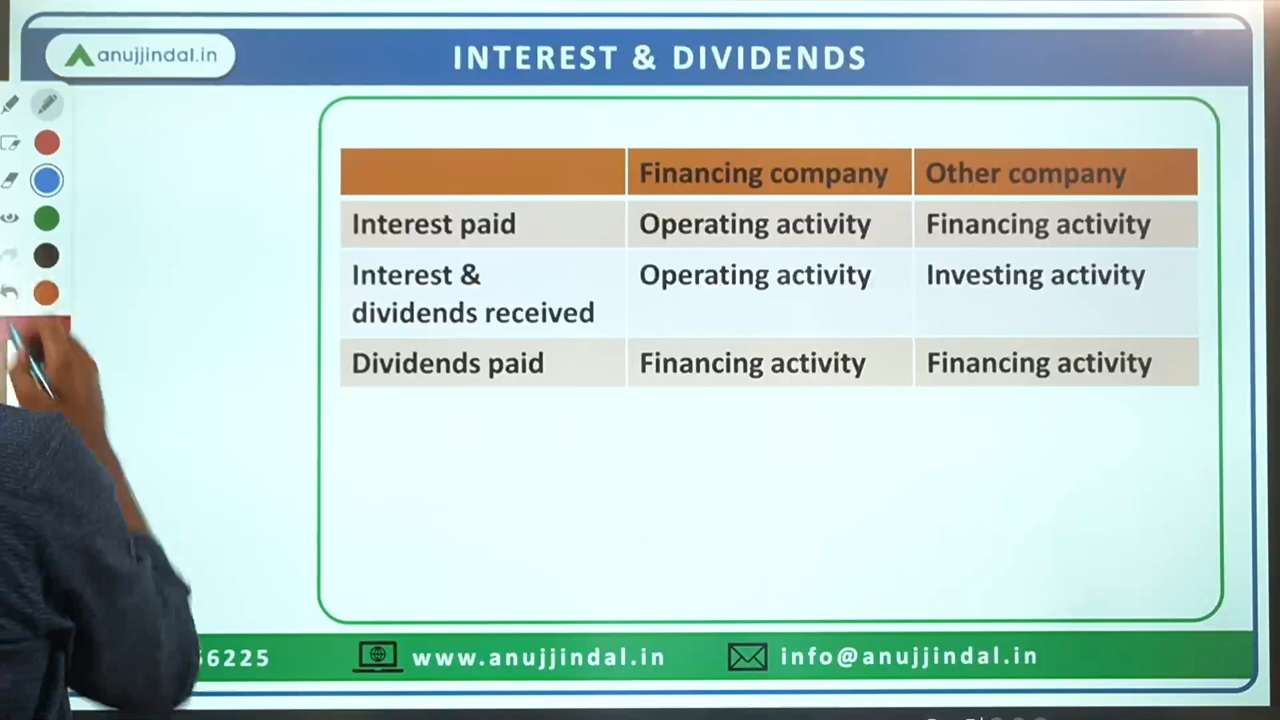 anujjindal.in
INTEREST & DIVIDENDS
Financing company Other company
Interest paid Operating activity Financing activity
Interest & Operating activity Investing activity
dividends received
Dividends paid Financing activity Financing activity
6225 www.anujjindal.in info@anujjindal.in